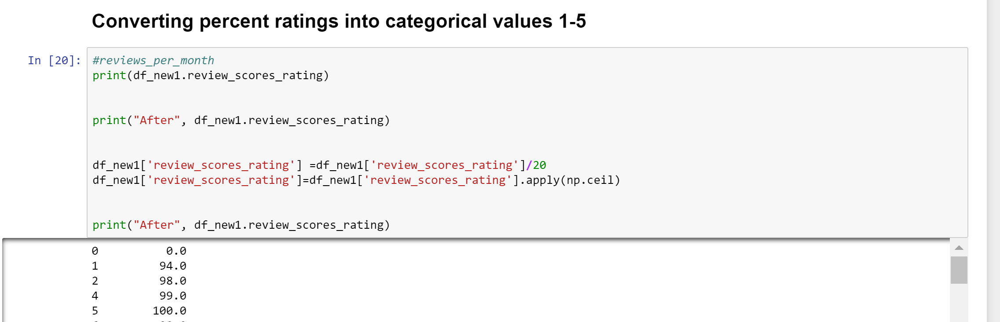 Converting percent ratings into categorical values 1-5
In [20]:
#reviews_per_month
print(df_new1.review_scores_rating)
print("After", df_new1.review_scores_rating)
df_new1['review_scores_rating'] =df_new1['review_scores_rating']/20
df_new1['review_scores_rating']=df_new1['review_scores_rating'].apply(np.ceil)
print("After", df_new1.review_scores_rating)
0 0.0
1 94.0
2 98.0
4 99.0
5 100.0